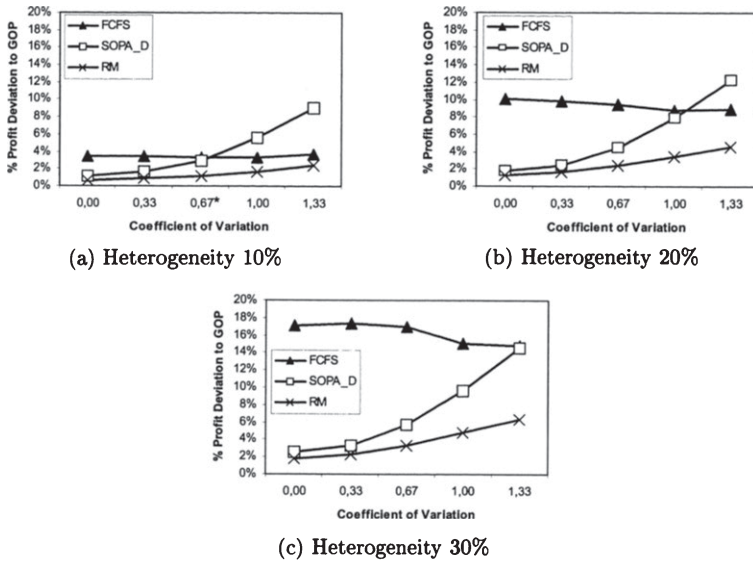 % Profit Deviation to GOP
20%
18%
16%
14%
12%
10%
8%
6%
4%
2%
0%
FCFS
SOPA_D
RM
0,00 0,33 0,67* 1,00 1,33
Coefficient of Variation
(a) Heterogeneity 10%
% Profit Deviation to GOP
20%
18%
16%
14%
12%
10%
8%
6%
4%
2%
0%
FCFS
SOPA_D
RM
0,00 0,33 0,67 1,00 1,33
Coefficient of Variation
(b) Heterogeneity 20%
% Profit Deviation to GOP
20%
18%
16%
14%
12%
10%
8%
6%
4%
2%
0%
FCFS
SOPA_D
RM
0,00 0,33 0,67 1,00 1,33
Coefficient of Variation
(c) Heterogeneity 30%